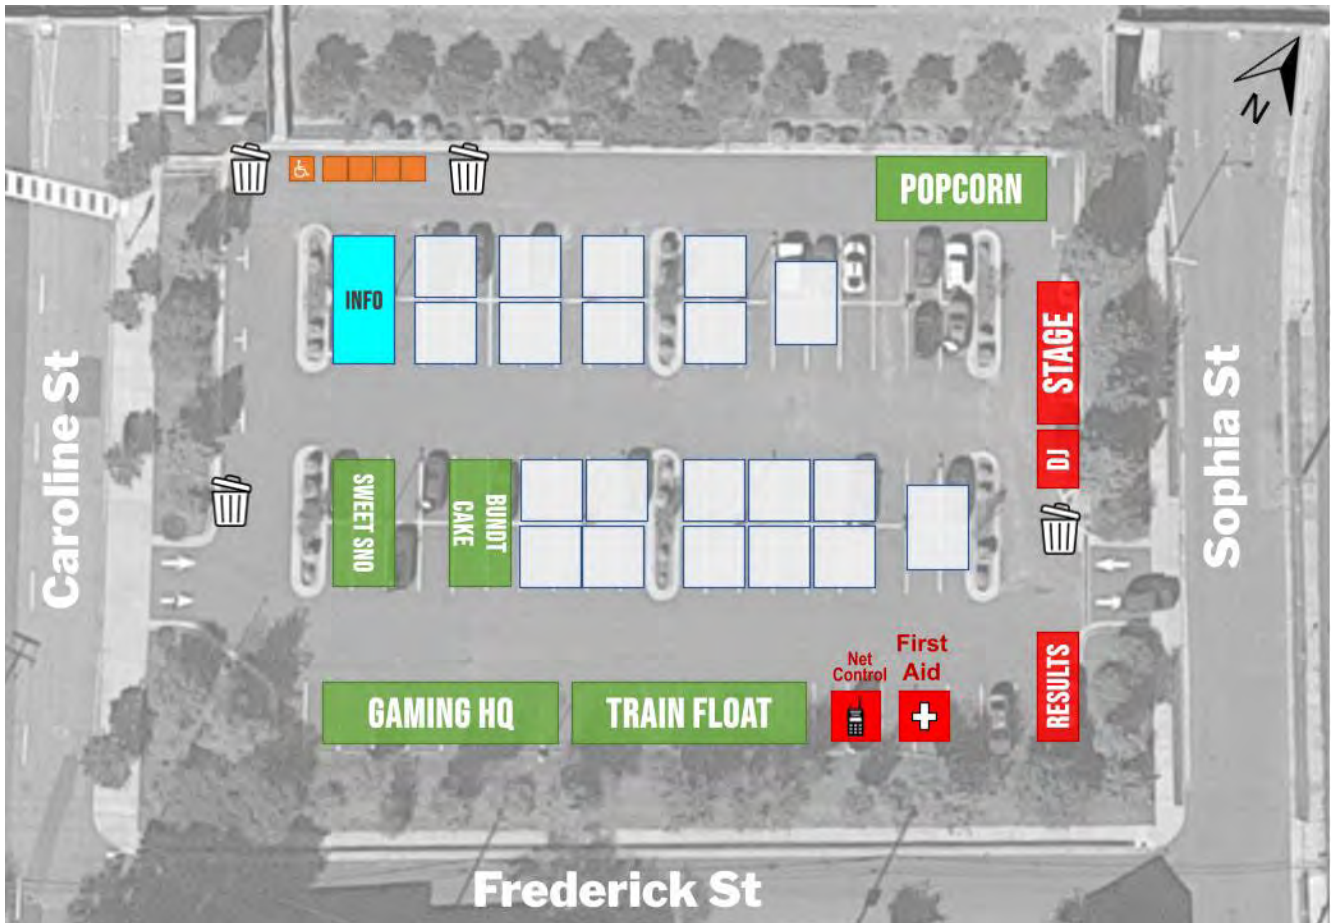 N
POPCORN
INFO
STAGE
DJ
Caroline St
Sophia St
SWEET SNO
BUNDT
CAKE
First
Aid
Net
Control
GAMING HQ
TRAIN FLOAT
RESULTS
Frederick St